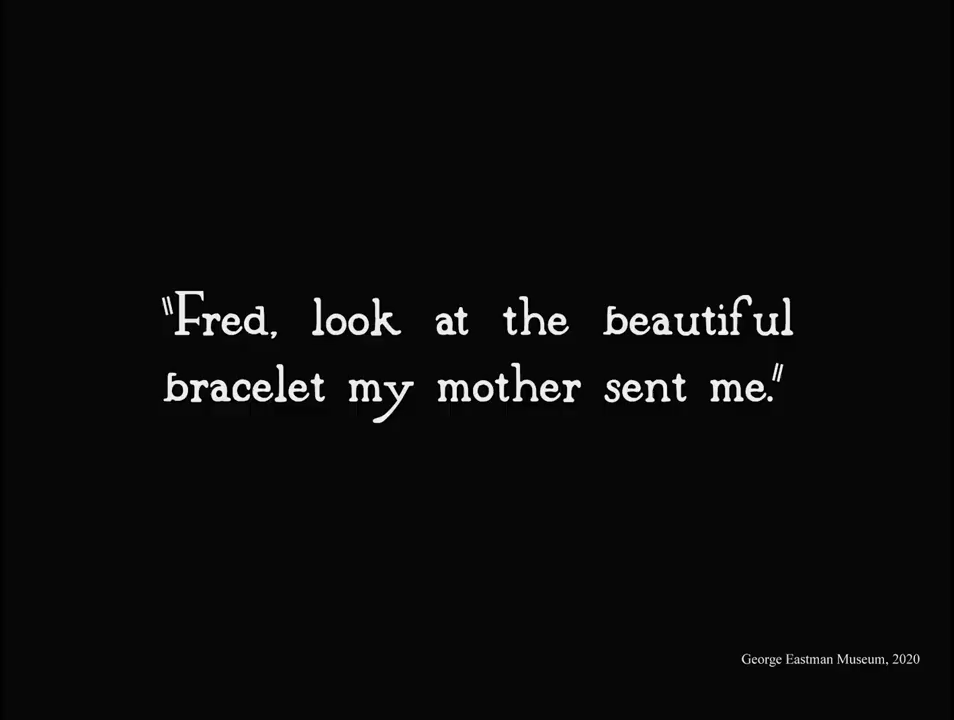 "Fred, look at the beautiful
bracelet my mother sent me."
George Eastman Museum, 2020